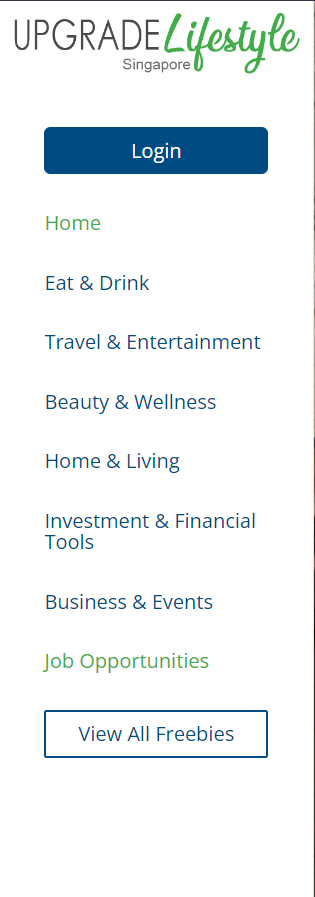 UPGRADE Lifestyle
Singapore
Login
Home
Eat & Drink
Travel & Entertainment
Beauty & Wellness
Home & Living
Investment & Financial
Tools
Business & Events
Job Opportunities
View All Freebies